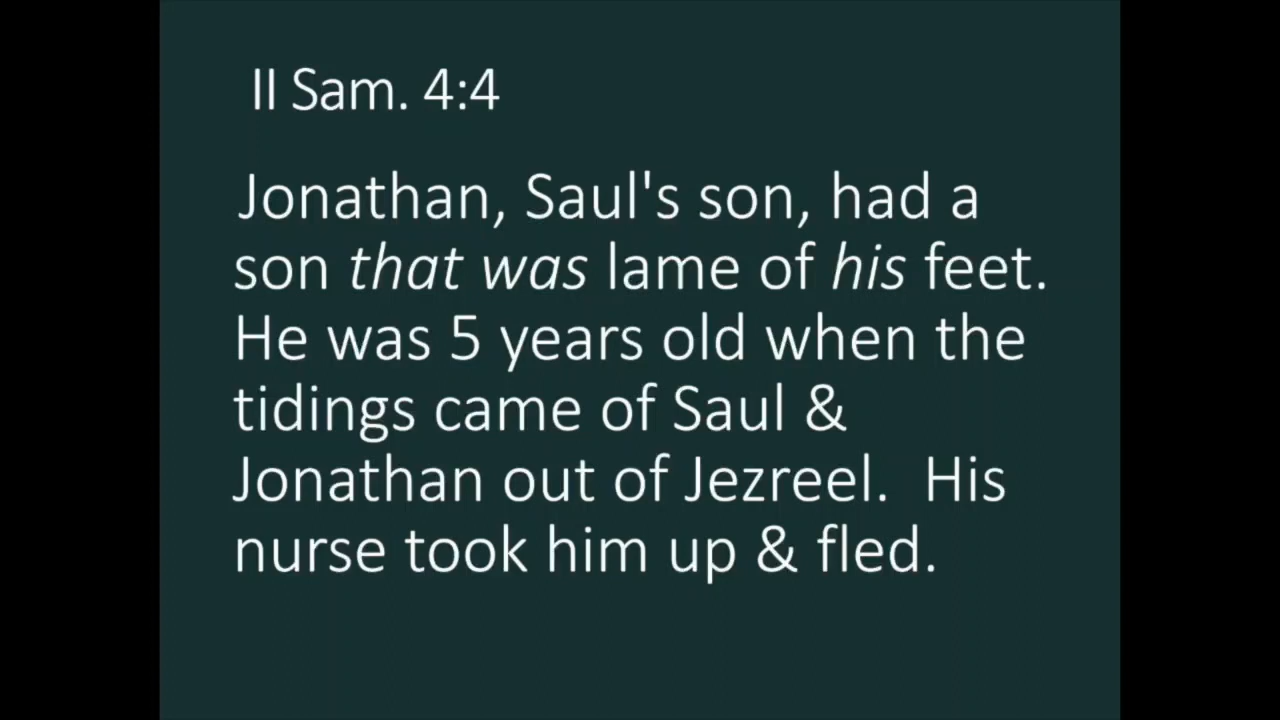 II Sam. 4:4
Jonathan, Saul's son, had a
son that was lame of his feet.
He was 5 years old when the
tidings came of Saul &
Jonathan out of Jezreel.  His
nurse took him up & fled.